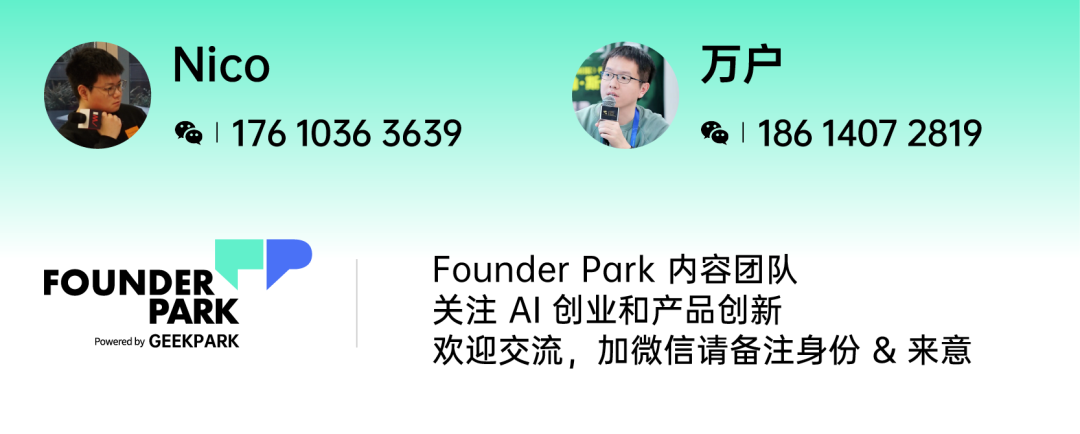 Nico
176 1036 3639
万户
186 1407 2819
FOUNDER
PARK
Powered by GEEKPARK
Founder Park 内容团队
关注 AI 创业和产品创新
欢迎交流，加微信请备注身份 & 来意